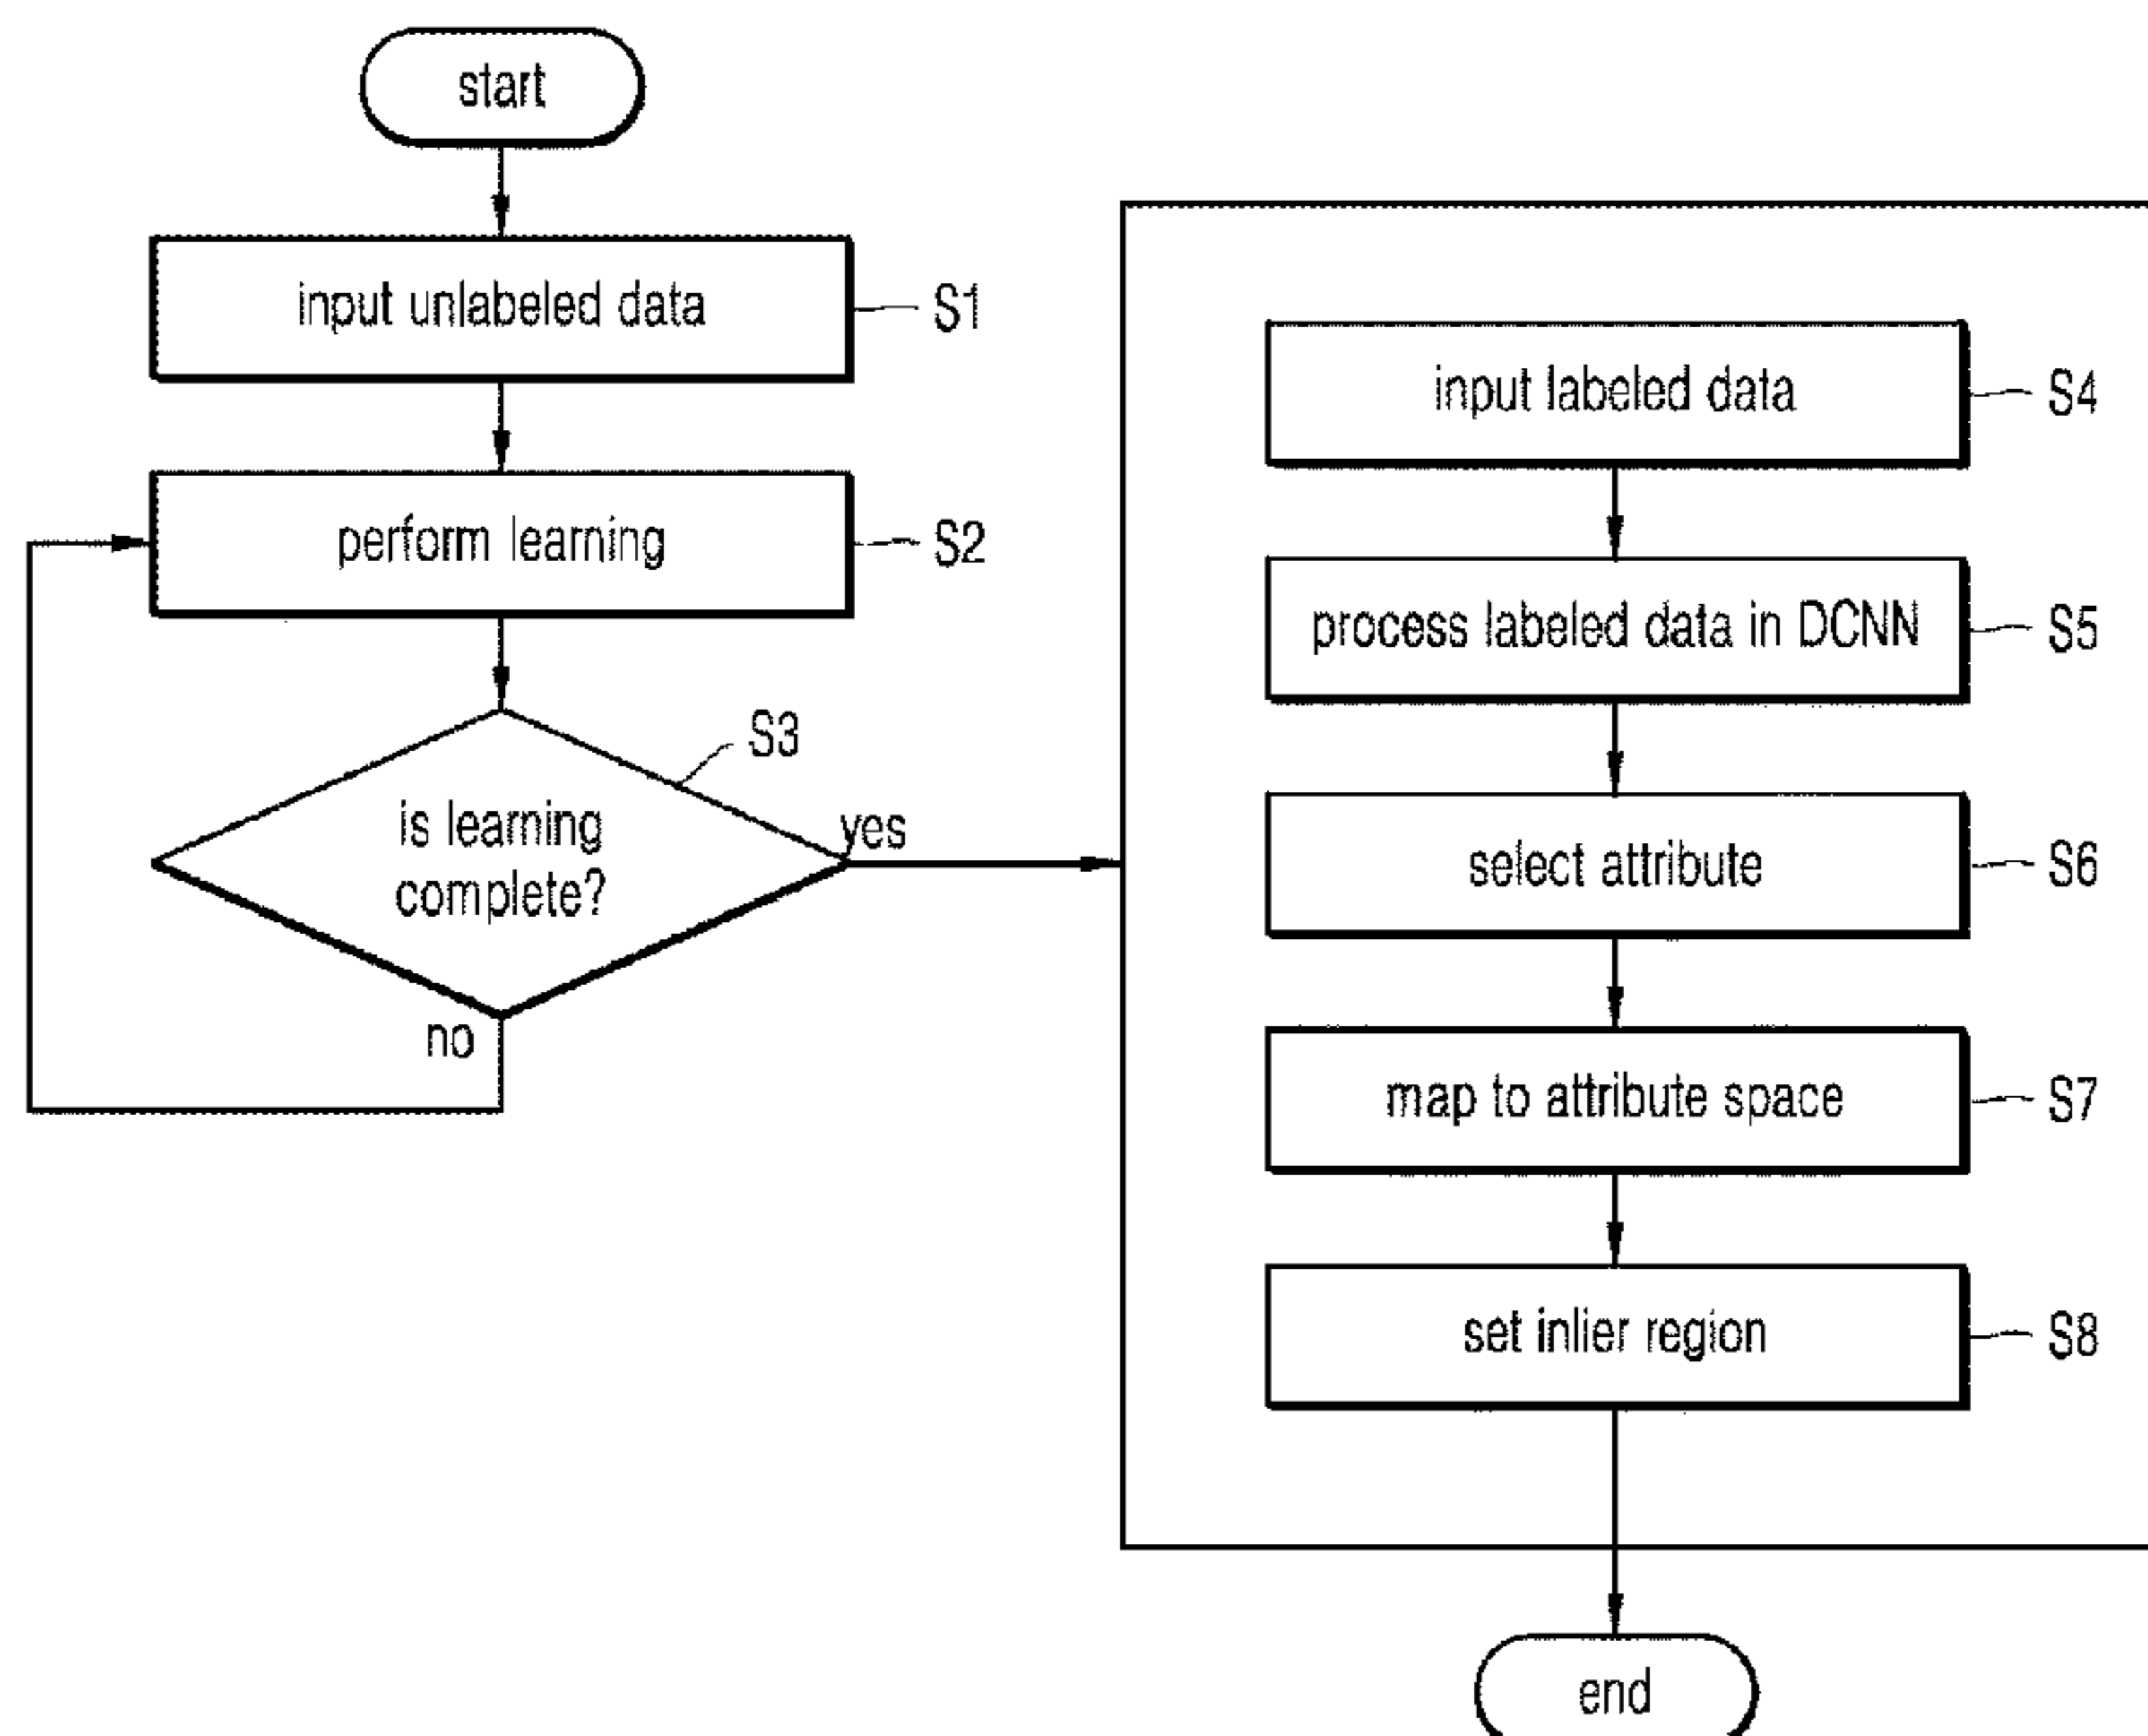 start
input unlabeled data
S1
perform learning
S2
S3
is learning
complete?
yes
no
input labeled data
S4
process labeled data in DCNN
S5
select attribute
S6
map to attribute space
S7
set inlier region
S8
end